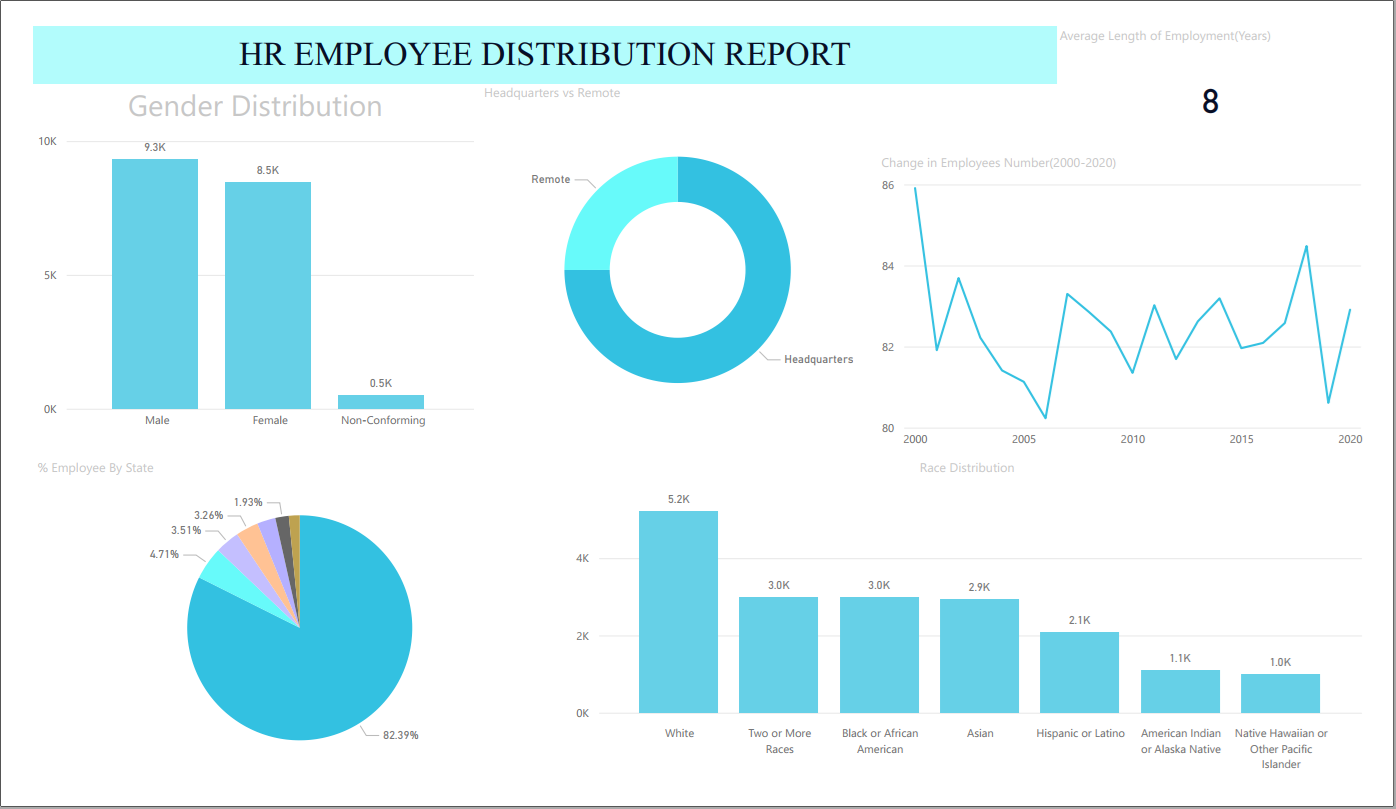 HR EMPLOYEE DISTRIBUTION REPORT
Average Length of Employment(Years)
8
Gender Distribution
10K
5K
0K
9.3K
8.5K
0.5K
Male
Female
Non-Conforming
Headquarters vs Remote
Remote
Headquarters
Change in Employees Number(2000-2020)
86
84
82
80
2000
2005
2010
2015
2020
% Employee By State
1.93%
3.26%
3.51%
4.71%
82.39%
Race Distribution
4K
2K
0K
5.2K
3.0K
3.0K
2.9K
2.1K
1.1K
1.0K
White
Two or More
Races
Black or African
American
Asian
Hispanic or Latino
American Indian
or Alaska Native
Native Hawaiian or
Other Pacific
Islander